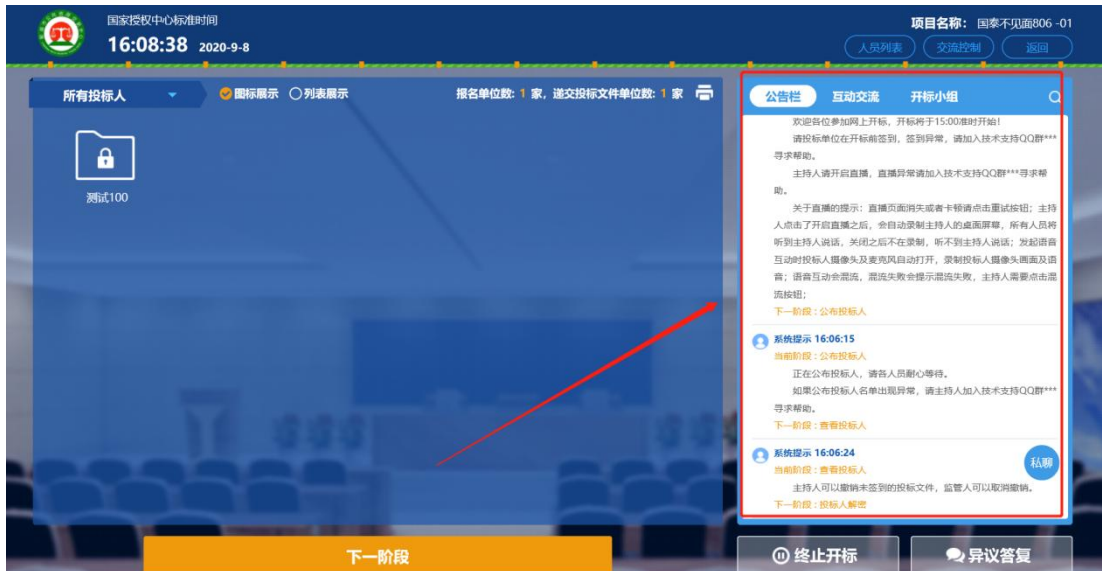 国家授权中心标准时间
16:08:38 2020-9-8
项目名称： 国泰不见面806 -01
人员列表 交流控制 返回
所有投标人 图标展示 列表展示 报名单位数: 1 家, 递交投标文件单位数: 1 家
测试100
公告栏 互动交流 开标小组
欢迎各位参加网上开标，开标将于15:00准时开始！
请投标单位在开标前签到，签到异常，请加入技术支持QQ群***
寻求帮助。
主持人请开启直播，直播异常请加入技术支持QQ群***寻求帮
助。
关于直播的提示：直播页面消失或者卡顿请点击重试按钮；主持
人点击了开启直播之后，会自动录制主持人的桌面屏幕，所有人员将
听到主持人说话，关闭之后不在录制，听不到主持人说话；发起语音
互动时投标人摄像头及麦克风自动打开，录制投标人摄像头画面及语
音；语音互动会混流，混流失败会提示混流失败，主持人需要点击混
流按钮；
下一阶段 : 公布投标人
系统提示 16:06:15
当前阶段 : 公布投标人
正在公布投标人，请各人员耐心等待。
如果公布投标人名单出现异常，请主持人加入技术支持QQ群***
寻求帮助。
下一阶段 : 查看投标人
系统提示 16:06:24
当前阶段 : 查看投标人
主持人可以撤销未签到的投标文件，监管人可以取消撤销。
下一阶段 : 投标人解密
私聊
下一阶段
终止开标
异议答复